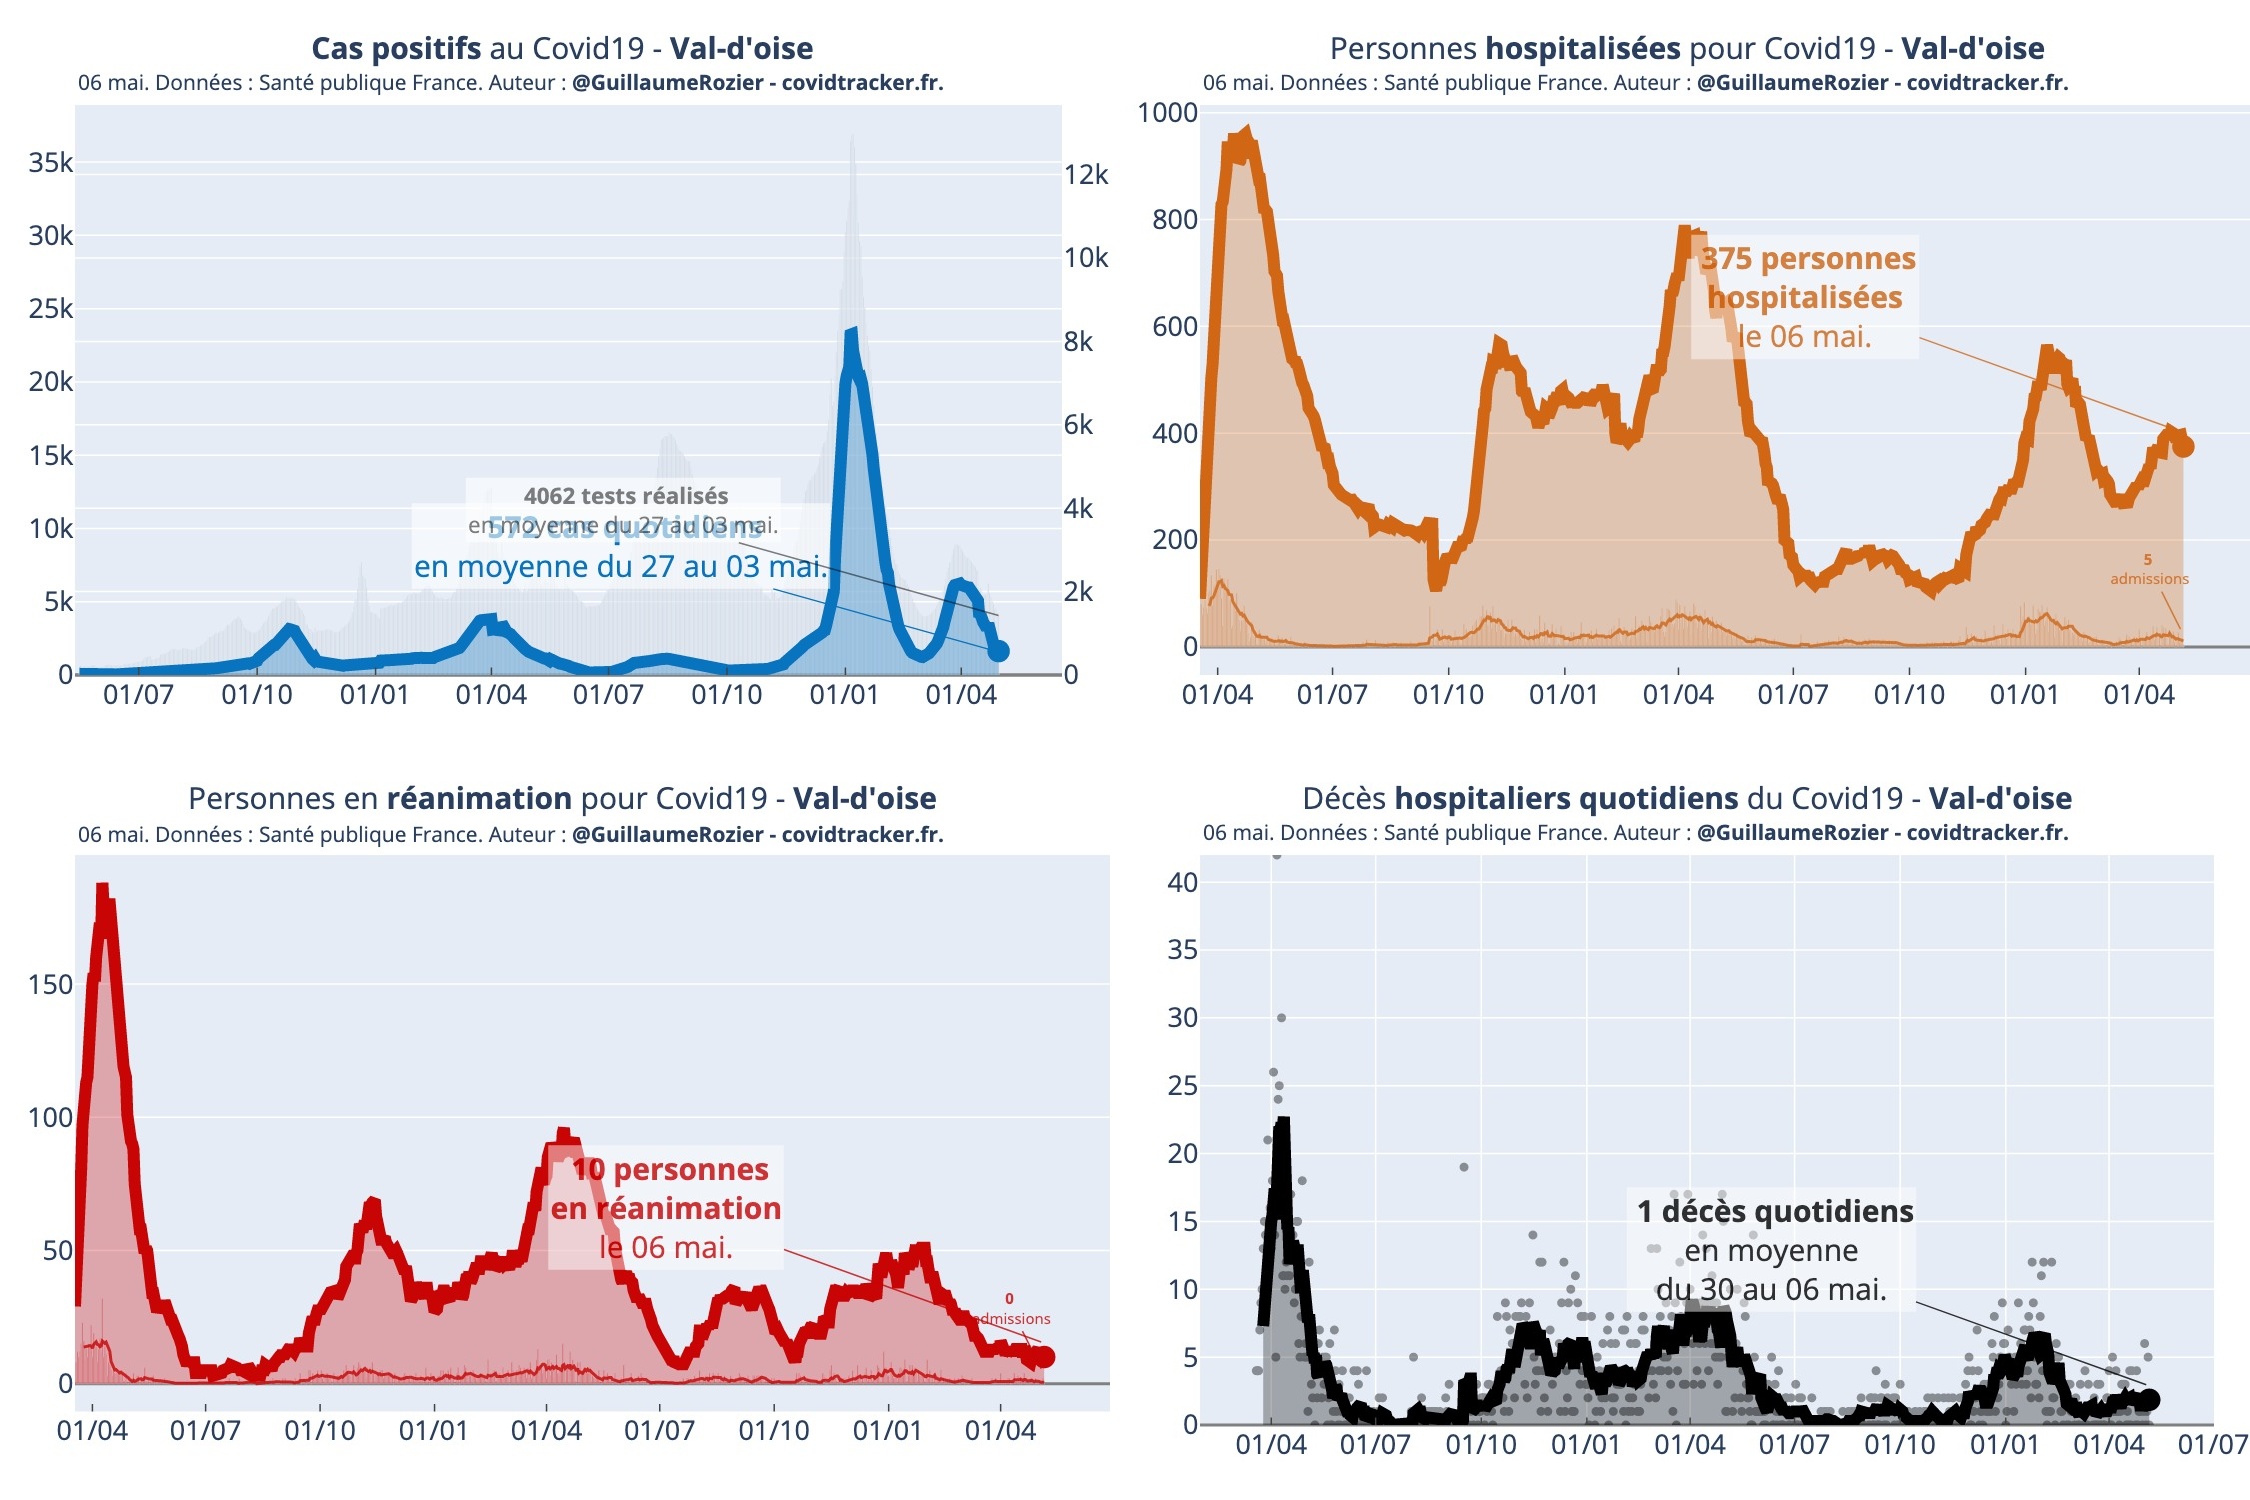 Cas positifs au Covid19 - Val-d'oise
06 mai. Données : Santé publique France. Auteur : @GuillaumeRozier - covidtracker.fr.
35k
30k
25k
20k
15k
10k
5k
0
12k
10k
8k
6k
4k
2k
0
4062 tests réalisés
en moyenne du 27 au 03 mai.
572 cas quotidiens
en moyenne du 27 au 03 mai.
01/07 01/10 01/01 01/04 01/07 01/10 01/01 01/04
Personnes hospitalisées pour Covid19 - Val-d'oise
06 mai. Données : Santé publique France. Auteur : @GuillaumeRozier - covidtracker.fr.
1000
800
600
400
200
0
375 personnes
hospitalisées
le 06 mai.
5
admissions
01/04 01/07 01/10 01/01 01/04 01/07 01/10 01/01 01/04
Personnes en réanimation pour Covid19 - Val-d'oise
06 mai. Données : Santé publique France. Auteur : @GuillaumeRozier - covidtracker.fr.
150
100
50
0
10 personnes
en réanimation
le 06 mai.
0
admissions
01/04 01/07 01/10 01/01 01/04 01/07 01/10 01/01 01/04
Décès hospitaliers quotidiens du Covid19 - Val-d'oise
06 mai. Données : Santé publique France. Auteur : @GuillaumeRozier - covidtracker.fr.
40
35
30
25
20
15
10
5
0
1 décès quotidiens
en moyenne
du 30 au 06 mai.
01/04 01/07 01/10 01/01 01/04 01/07 01/10 01/01 01/04 01/07